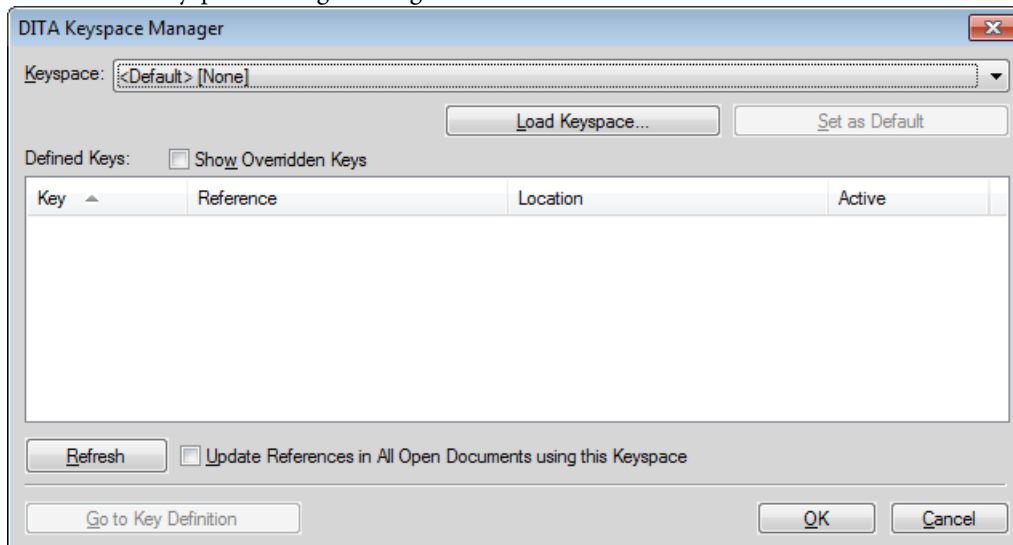 DITA Keyspace Manager
Keyspace: <Default> [None]
Load Keyspace... Set as Default
Defined Keys: Show Overridden Keys
Key Reference Location Active
Refresh Update References in All Open Documents using this Keyspace
Go to Key Definition OK Cancel